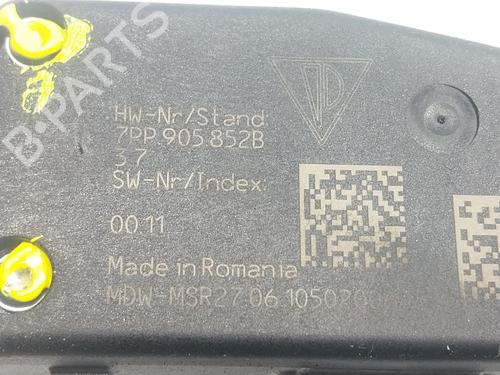 HW-Nr/Stand:
7PP.905 852B
37
SW-Nr/Index:
00 11
Made in Romania
MDW-MSR27.06 10502
B-PARTS